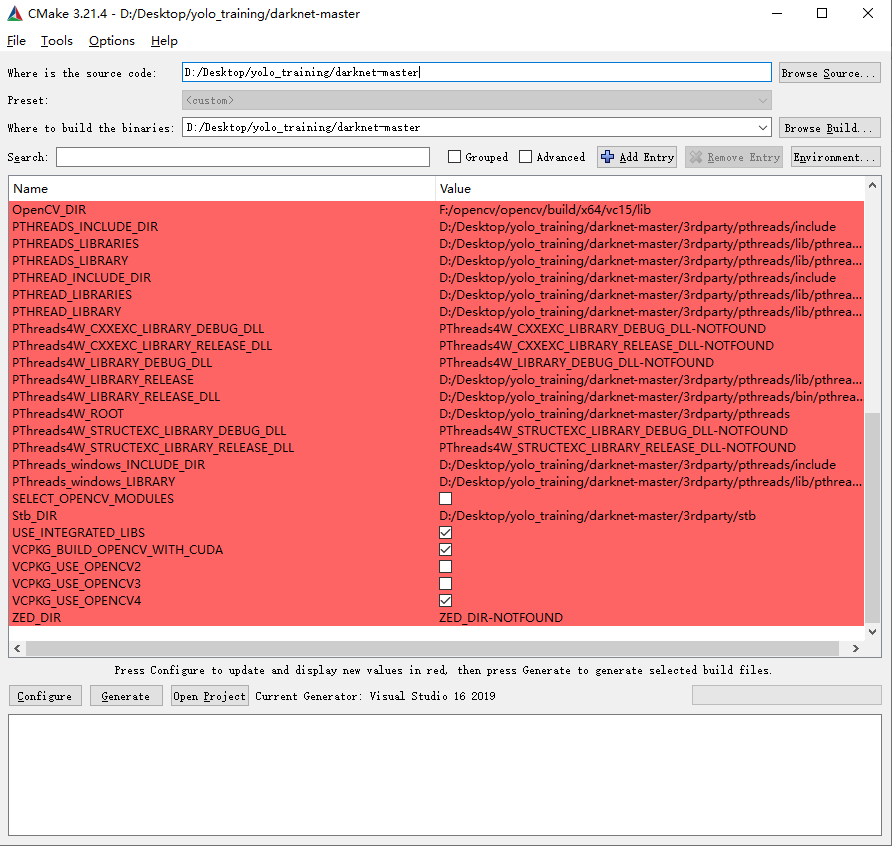 CMake 3.21.4 - D:/Desktop/yolo_training/darknet-master
File Tools Options Help
Where is the source code: D:/Desktop/yolo_training/darknet-master Browse Source...
Preset: <custom>
Where to build the binaries: D:/Desktop/yolo_training/darknet-master Browse Build...
Search: Grouped Advanced Add Entry Remove Entry Environment...
Name Value
OpenCV_DIR F:/opencv/opencv/build/x64/vc15/lib
PTHREADS_INCLUDE_DIR D:/Desktop/yolo_training/darknet-master/3rdparty/pthreads/include
PTHREADS_LIBRARIES D:/Desktop/yolo_training/darknet-master/3rdparty/pthreads/lib/pthrea...
PTHREADS_LIBRARY D:/Desktop/yolo_training/darknet-master/3rdparty/pthreads/lib/pthrea...
PTHREAD_INCLUDE_DIR D:/Desktop/yolo_training/darknet-master/3rdparty/pthreads/include
PTHREAD_LIBRARIES D:/Desktop/yolo_training/darknet-master/3rdparty/pthreads/lib/pthrea...
PTHREAD_LIBRARY D:/Desktop/yolo_training/darknet-master/3rdparty/pthreads/lib/pthrea...
PThreads4W_CXXEXC_LIBRARY_DEBUG_DLL PThreads4W_CXXEXC_LIBRARY_DEBUG_DLL-NOTFOUND
PThreads4W_CXXEXC_LIBRARY_RELEASE_DLL PThreads4W_CXXEXC_LIBRARY_RELEASE_DLL-NOTFOUND
PThreads4W_LIBRARY_DEBUG_DLL PThreads4W_LIBRARY_DEBUG_DLL-NOTFOUND
PThreads4W_LIBRARY_RELEASE D:/Desktop/yolo_training/darknet-master/3rdparty/pthreads/lib/pthrea...
PThreads4W_LIBRARY_RELEASE_DLL D:/Desktop/yolo_training/darknet-master/3rdparty/pthreads/bin/pthrea...
PThreads4W_ROOT D:/Desktop/yolo_training/darknet-master/3rdparty/pthreads
PThreads4W_STRUCTEXC_LIBRARY_DEBUG_DLL PThreads4W_STRUCTEXC_LIBRARY_DEBUG_DLL-NOTFOUND
PThreads4W_STRUCTEXC_LIBRARY_RELEASE_DLL PThreads4W_STRUCTEXC_LIBRARY_RELEASE_DLL-NOTFOUND
PThreads_windows_INCLUDE_DIR D:/Desktop/yolo_training/darknet-master/3rdparty/pthreads/include
PThreads_windows_LIBRARY D:/Desktop/yolo_training/darknet-master/3rdparty/pthreads/lib/pthrea...
SELECT_OPENCV_MODULES
Stb_DIR D:/Desktop/yolo_training/darknet-master/3rdparty/stb
USE_INTEGRATED_LIBS
VCPKG_BUILD_OPENCV_WITH_CUDA
VCPKG_USE_OPENCV2
VCPKG_USE_OPENCV3
VCPKG_USE_OPENCV4
ZED_DIR ZED_DIR-NOTFOUND
Press Configure to update and display new values in red, then press Generate to generate selected build files.
Configure Generate Open Project Current Generator: Visual Studio 16 2019